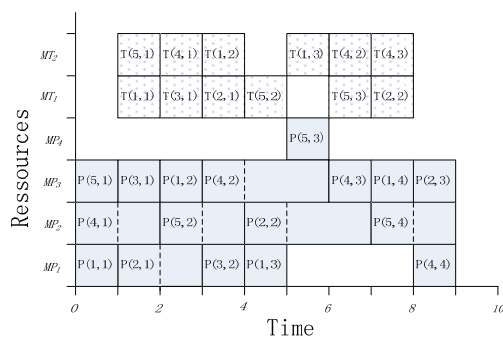 Ressources
MT2 T(5, 1) T(4, 1) T(1, 2) T(1, 3) T(4, 2) T(4, 3)
MT1 T(1, 1) T(3, 1) T(2, 1) T(5, 2) T(5, 3) T(2, 2)
MP4 P(5, 3)
MP3 P(5, 1) P(3, 1) P(1, 2) P(4, 2) P(4, 3) P(1, 4) P(2, 3)
MP2 P(4, 1) P(5, 2) P(2, 2) P(5, 4)
MP1 P(1, 1) P(2, 1) P(3, 2) P(1, 3) P(4, 4)
0 2 4 6 8 10
Time